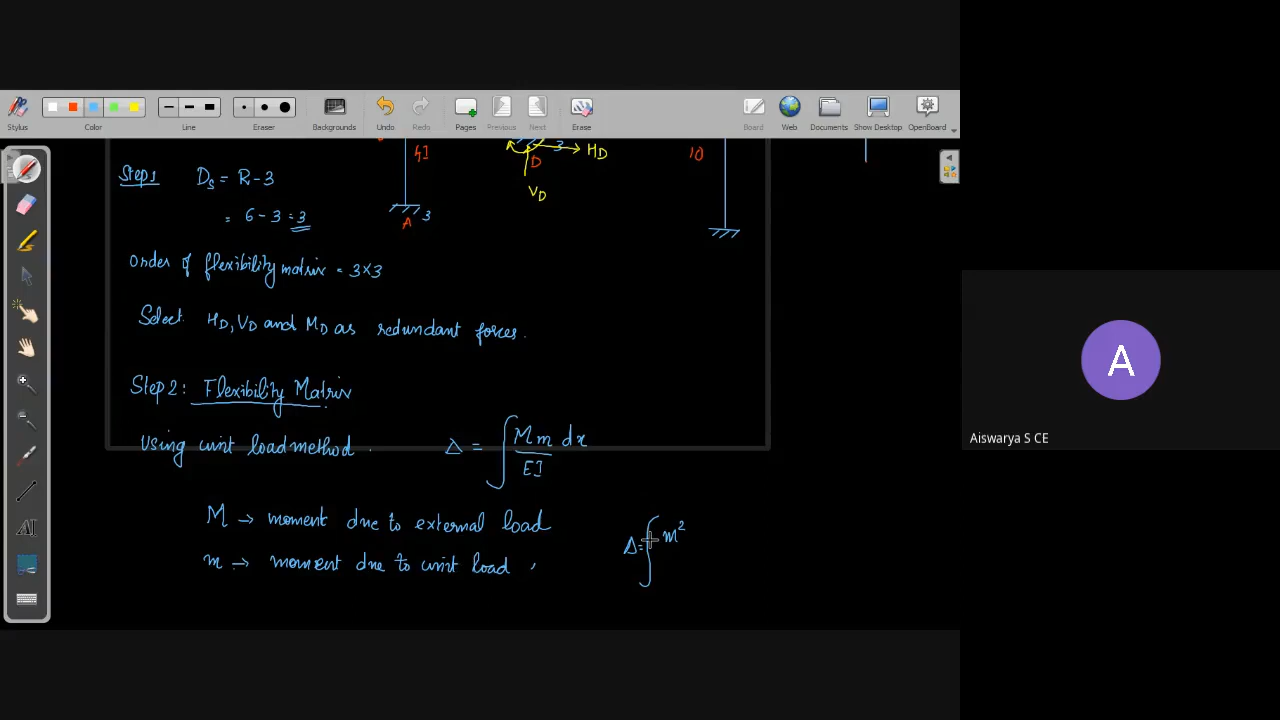 Stylus
Color
Line
Eraser
Backgrounds
Undo
Redo
Pages
Previous
Next
Erase
Board
Web
Documents
Show Desktop
OpenBoard
4I
3
HD
D
VD
10
A 3
Step 1 Ds = R - 3
= 6 - 3 = 3
Order of flexibility matrix = 3×3
Select HD, VD and MD as redundant forces.
Step 2: Flexibility Matrix
Using unit load method. Δ = ∫ Mm/EI dx
M → moment due to external load
m → moment due to unit load
Δ = ∫ m²
A
Aiswarya S CE